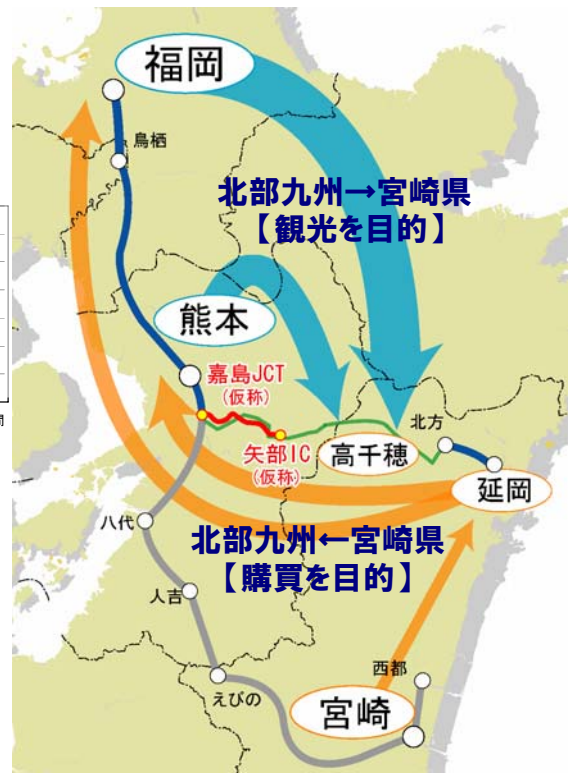 福岡
鳥栖
北部九州→宮崎県
【観光を目的】
熊本
嘉島JCT
(仮称)
矢部IC
(仮称)
高千穂
北方
延岡
八代
北部九州←宮崎県
【購買を目的】
人吉
西都
えびの
宮崎